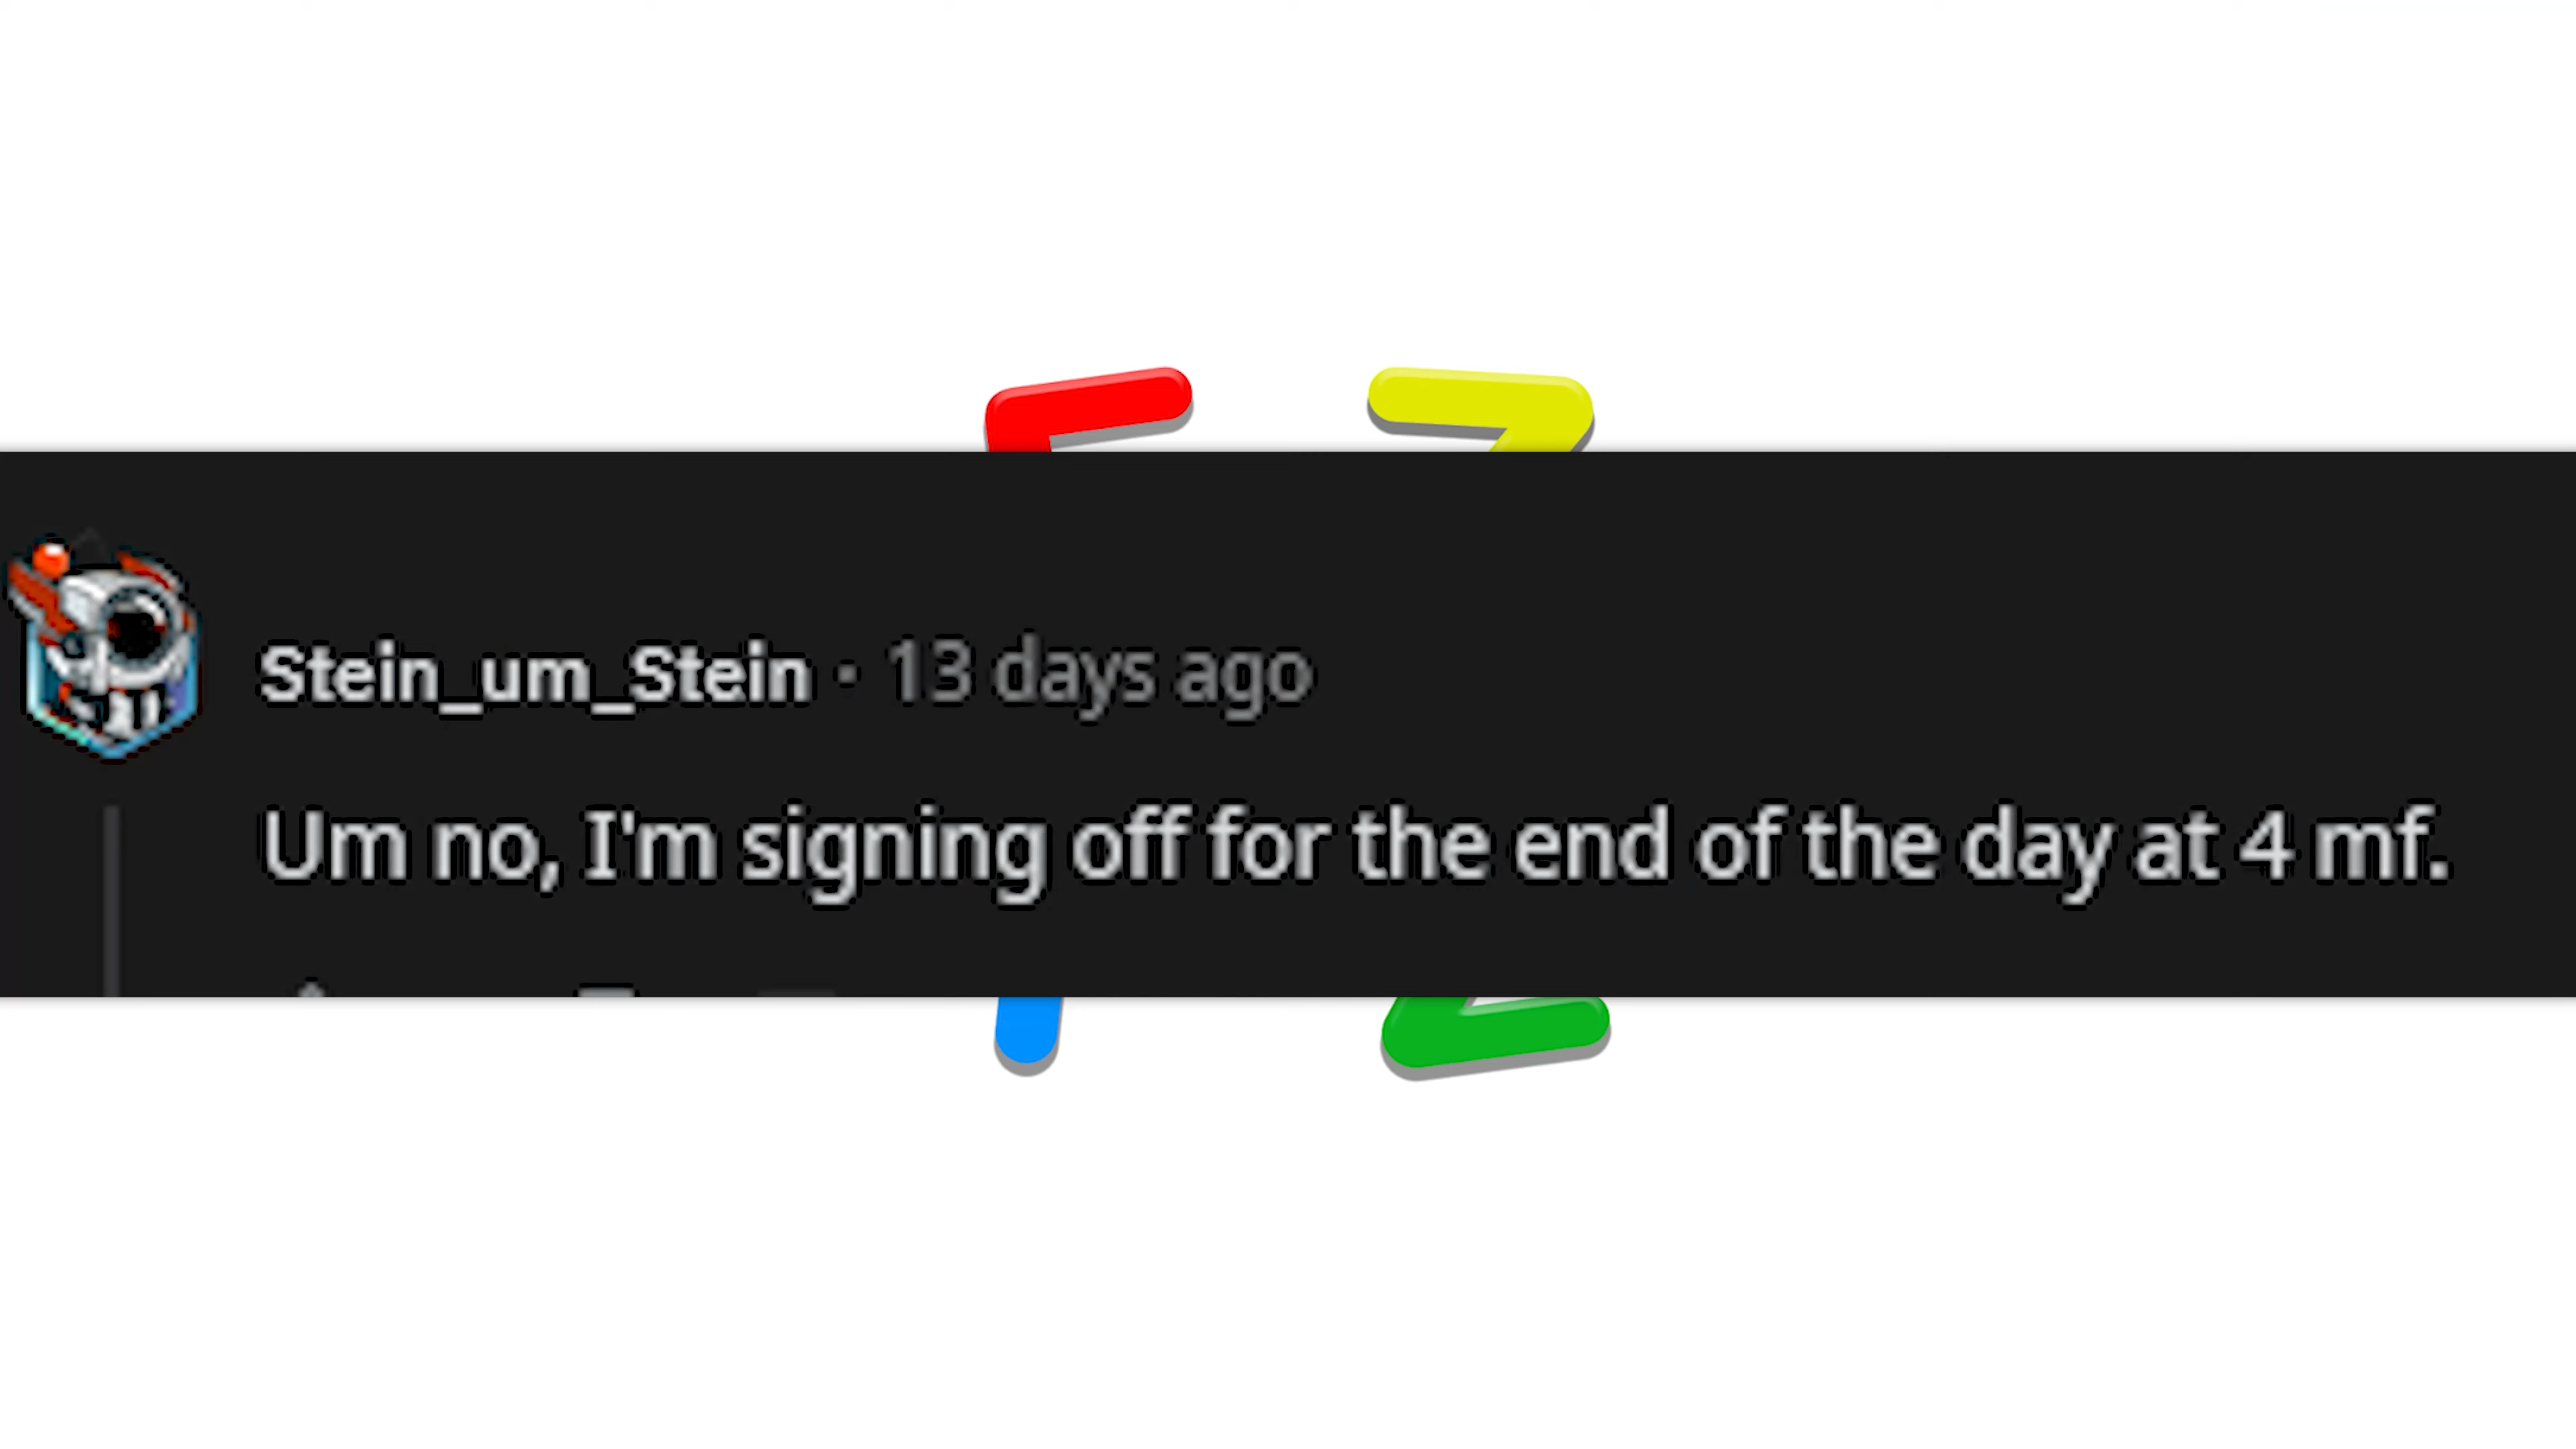 Stein_um_Stein · 13 days ago
Um no, I'm signing off for the end of the day at 4 mf.